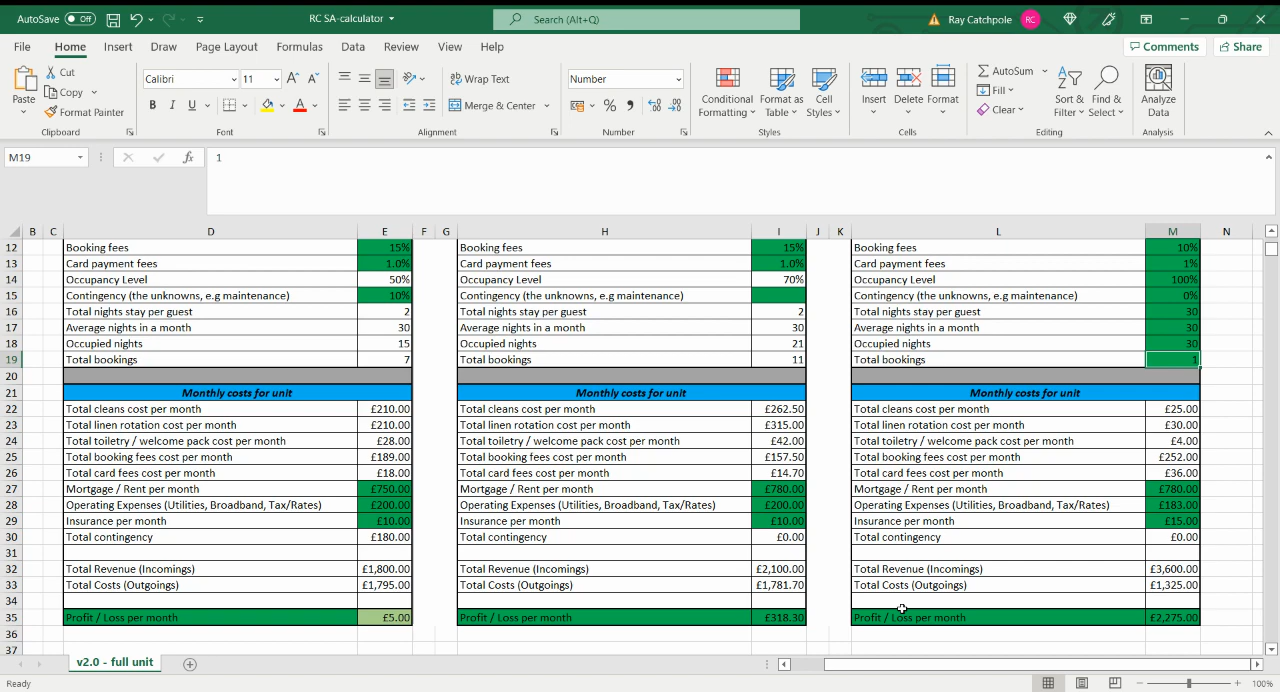 AutoSave Off RC SA-calculator Search (Alt+Q) Ray Catchpole RC
File Home Insert Draw Page Layout Formulas Data Review View Help Comments Share
Paste Cut Copy Format Painter Clipboard
Calibri 11 A A B I U A Font
Wrap Text Merge & Center Alignment
Number % Number
Conditional Formatting Format as Table Cell Styles Styles
Insert Delete Format Cells
AutoSum Fill Clear Sort & Filter Find & Select Editing
Analyze Data Analysis
M19 fx 1
B C D E F G H I J K L M N
12 Booking fees 15% Booking fees 15% Booking fees 10%
13 Card payment fees 1.0% Card payment fees 1.0% Card payment fees 1%
14 Occupancy Level 50% Occupancy Level 70% Occupancy Level 100%
15 Contingency (the unknowns, e.g maintenance) 10% Contingency (the unknowns, e.g maintenance) Contingency (the unknowns, e.g maintenance) 0%
16 Total nights stay per guest 2 Total nights stay per guest 2 Total nights stay per guest 30
17 Average nights in a month 30 Average nights in a month 30 Average nights in a month 30
18 Occupied nights 15 Occupied nights 21 Occupied nights 30
19 Total bookings 7 Total bookings 11 Total bookings 1
20
21 Monthly costs for unit Monthly costs for unit Monthly costs for unit
22 Total cleans cost per month £210.00 Total cleans cost per month £262.50 Total cleans cost per month £25.00
23 Total linen rotation cost per month £210.00 Total linen rotation cost per month £315.00 Total linen rotation cost per month £30.00
24 Total toiletry / welcome pack cost per month £28.00 Total toiletry / welcome pack cost per month £42.00 Total toiletry / welcome pack cost per month £4.00
25 Total booking fees cost per month £189.00 Total booking fees cost per month £157.50 Total booking fees cost per month £252.00
26 Total card fees cost per month £18.00 Total card fees cost per month £14.70 Total card fees cost per month £36.00
27 Mortgage / Rent per month £750.00 Mortgage / Rent per month £780.00 Mortgage / Rent per month £780.00
28 Operating Expenses (Utilities, Broadband, Tax/Rates) £200.00 Operating Expenses (Utilities, Broadband, Tax/Rates) £200.00 Operating Expenses (Utilities, Broadband, Tax/Rates) £183.00
29 Insurance per month £10.00 Insurance per month £10.00 Insurance per month £15.00
30 Total contingency £180.00 Total contingency £0.00 Total contingency £0.00
31
32 Total Revenue (Incomings) £1,800.00 Total Revenue (Incomings) £2,100.00 Total Revenue (Incomings) £3,600.00
33 Total Costs (Outgoings) £1,795.00 Total Costs (Outgoings) £1,781.70 Total Costs (Outgoings) £1,325.00
34
35 Profit / Loss per month £5.00 Profit / Loss per month £318.30 Profit / Loss per month £2,275.00
36
37
v2.0 - full unit
Ready 100%